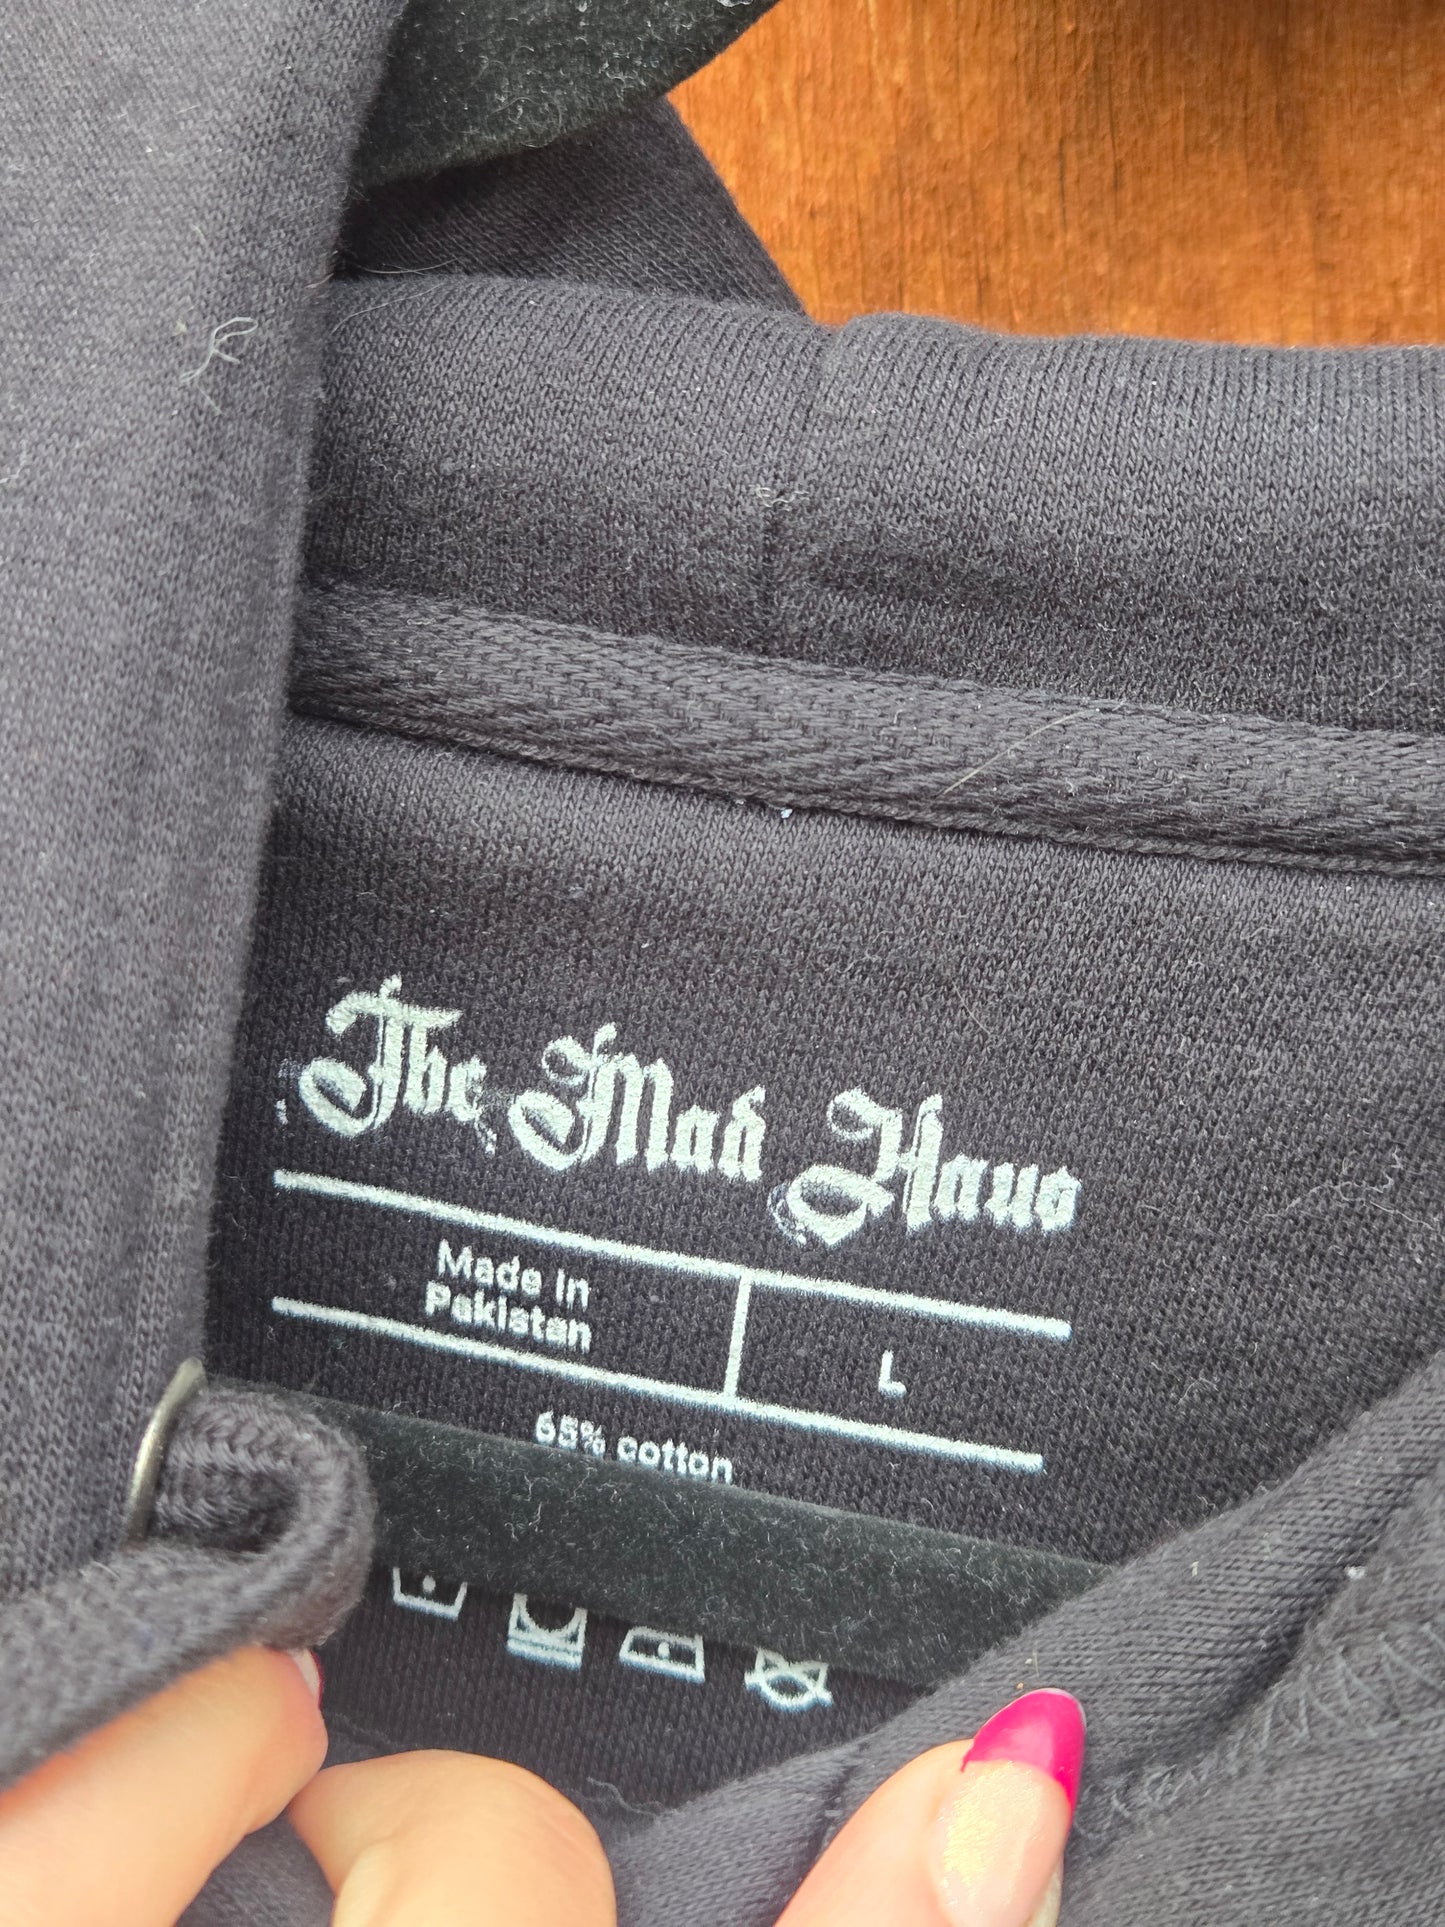 The Mad Haus
Made In
Pakistan
L
65% cotton